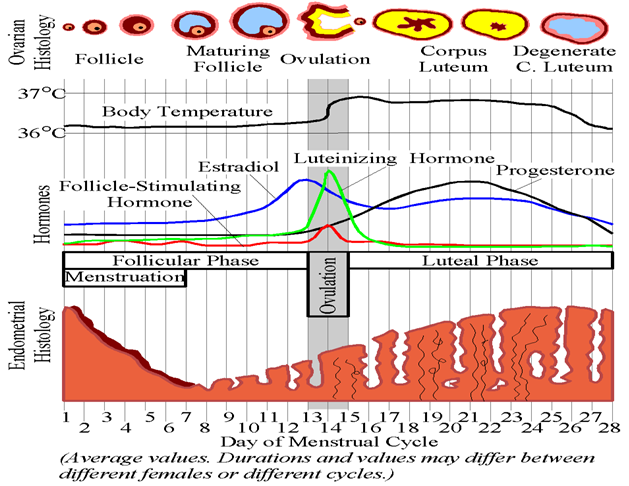 Ovarian
Histology
Follicle
Maturing
Follicle
Ovulation
Corpus
Luteum
Degenerate
C. Luteum
37°C
Body Temperature
36°C
Hormones
Estradiol
Luteinizing Hormone
Progesterone
Follicle-Stimulating
Hormone
Follicular Phase
Luteal Phase
Menstruation
Ovulation
Endometrial
Histology
1 2 3 4 5 6 7 8 9 10 11 12 13 14 15 16 17 18 19 20 21 22 23 24 25 26 27 28
Day of Menstrual Cycle
(Average values. Durations and values may differ between
different females or different cycles.)